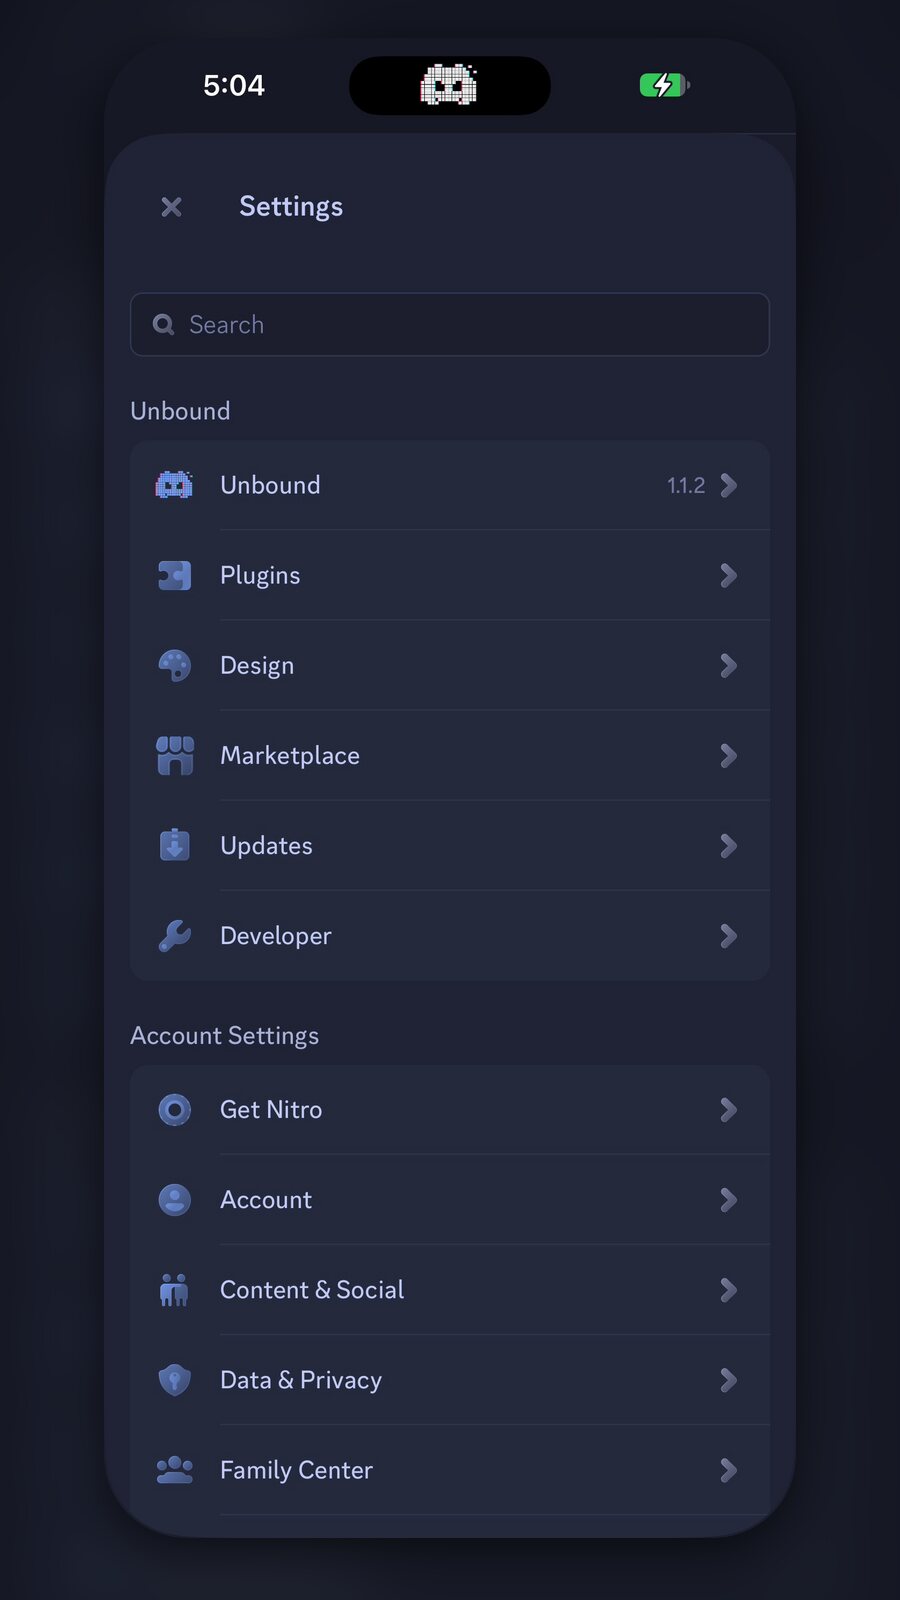 5:04
Settings
Search
Unbound
Unbound 1.1.2
Plugins
Design
Marketplace
Updates
Developer
Account Settings
Get Nitro
Account
Content & Social
Data & Privacy
Family Center